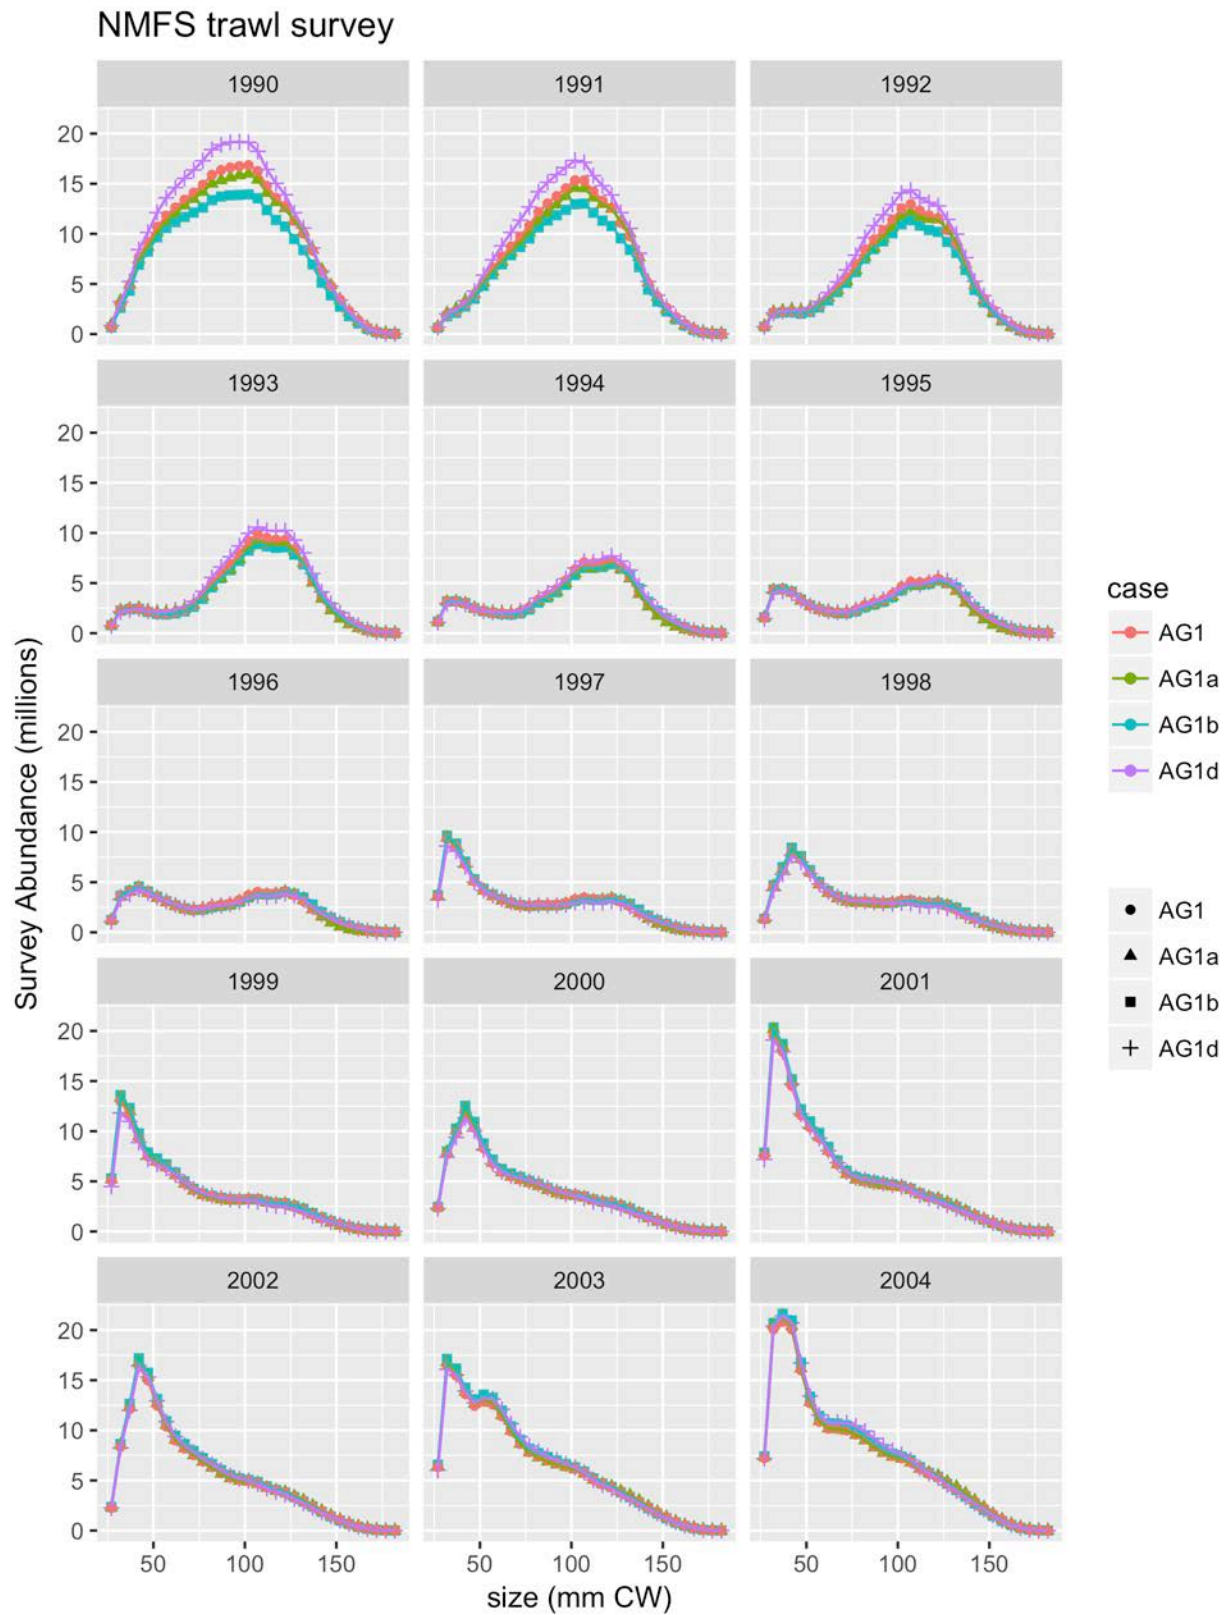 NMFS trawl survey
1990 1991 1992
20
15
10
5
0
1993 1994 1995
20
15
10
5
0
1996 1997 1998
20
15
10
5
0
1999 2000 2001
20
15
10
5
0
2002 2003 2004
20
15
10
5
0
50 100 150 50 100 150 50 100 150
size (mm CW)
Survey Abundance (millions)
case
AG1
AG1a
AG1b
AG1d
AG1
AG1a
AG1b
AG1d